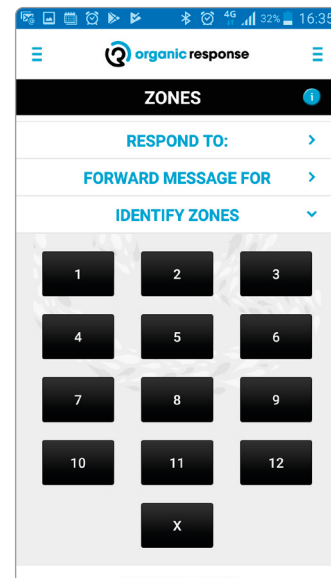 4G 32% 16:35
organic response
ZONES i
RESPOND TO:
FORWARD MESSAGE FOR
IDENTIFY ZONES
1 2 3
4 5 6
7 8 9
10 11 12
X